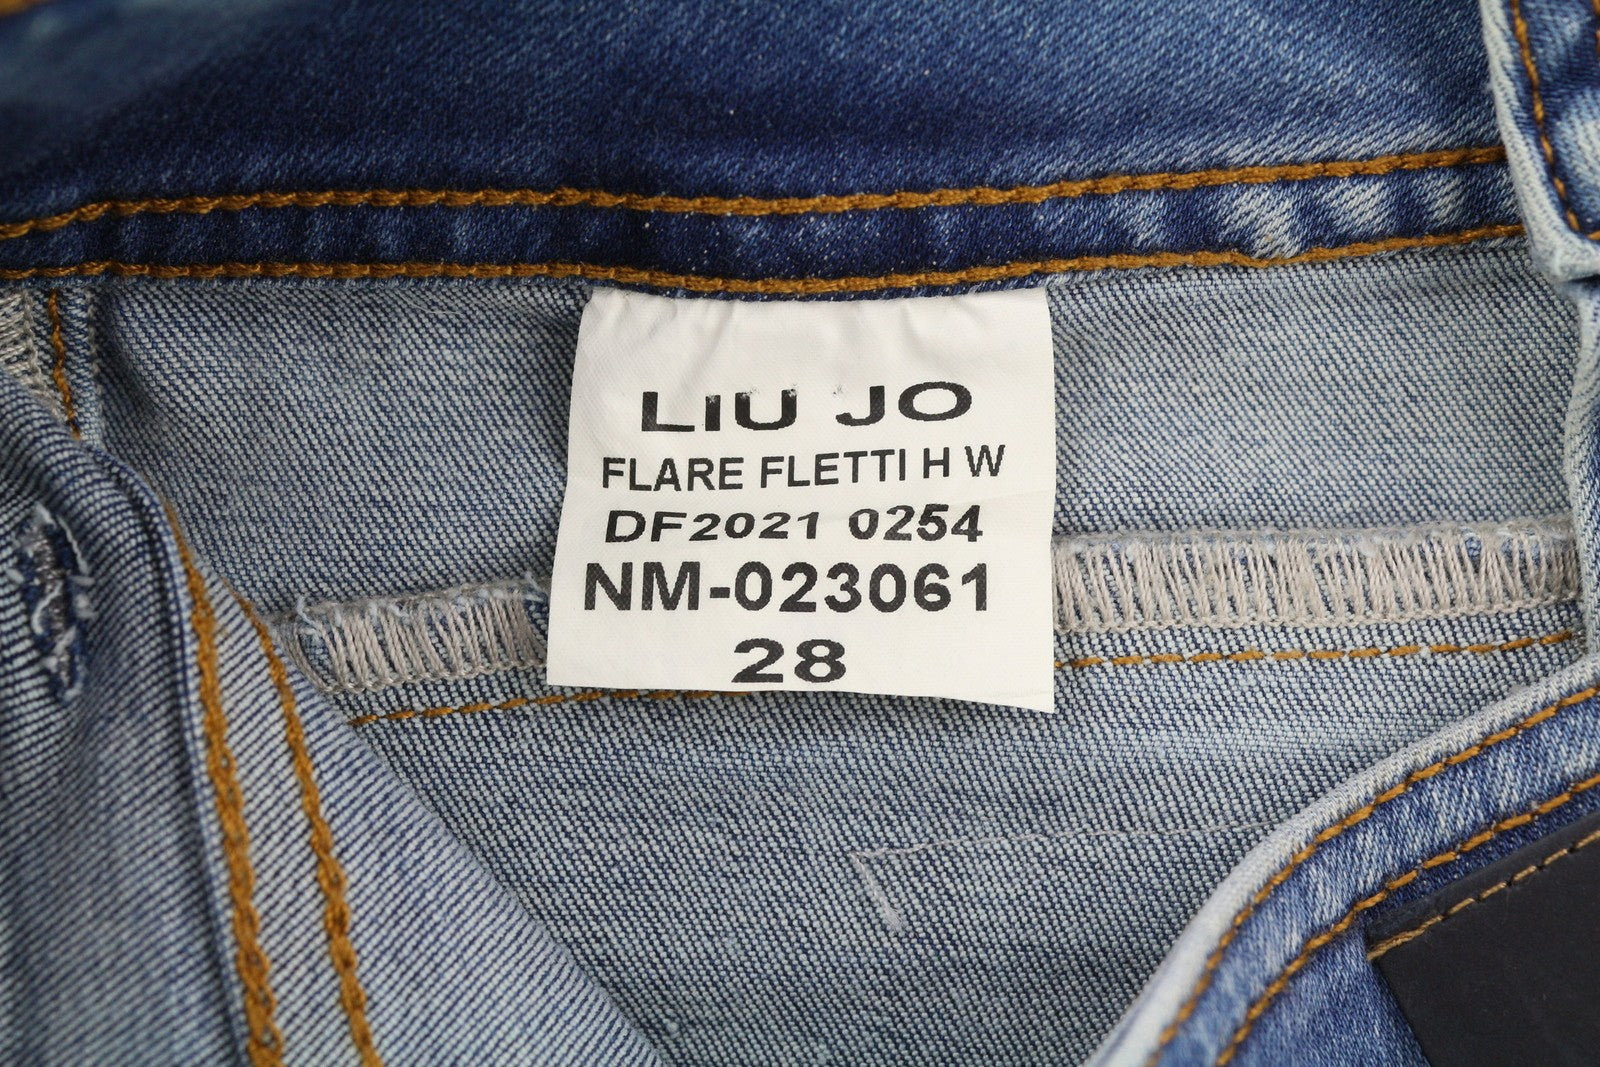 LIU JO
FLARE FLETTI H W
DF2021 0254
NM-023061
28